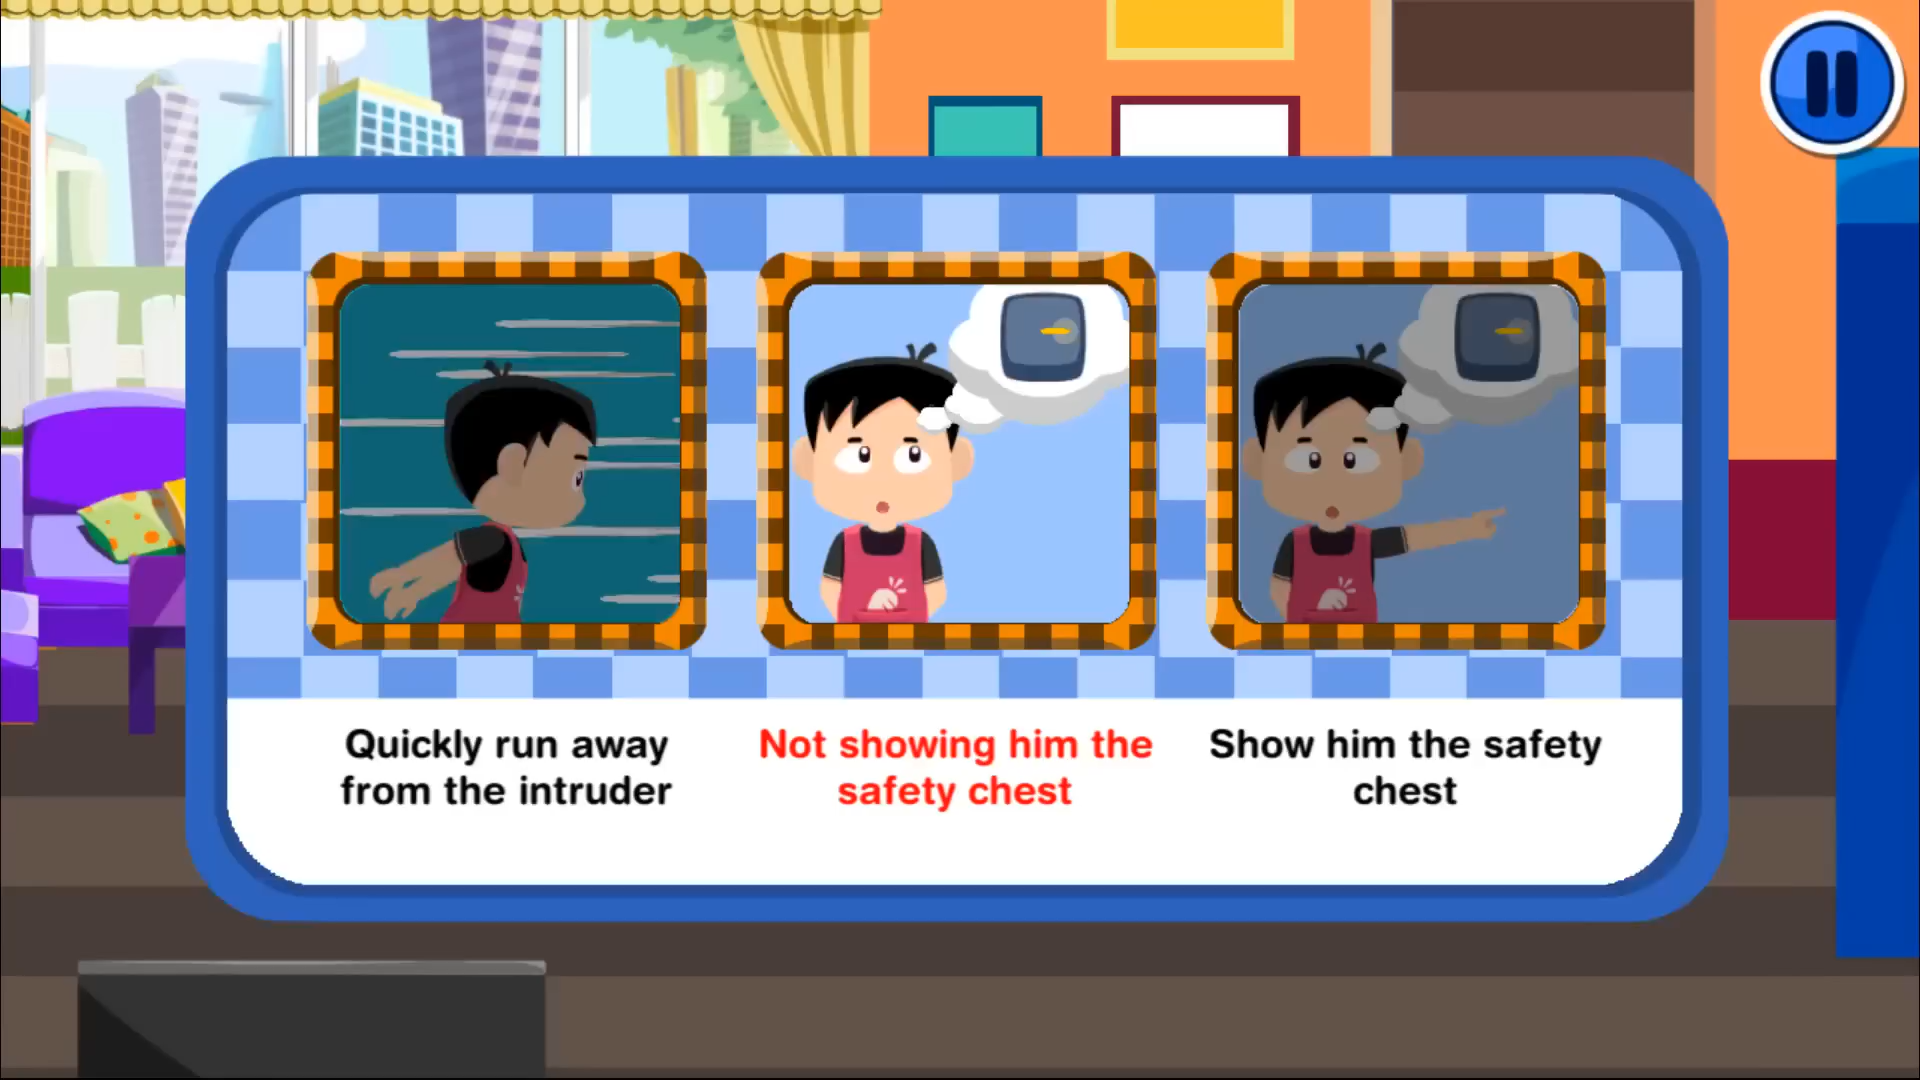 Quickly run away
from the intruder
Not showing him the
safety chest
Show him the safety
chest